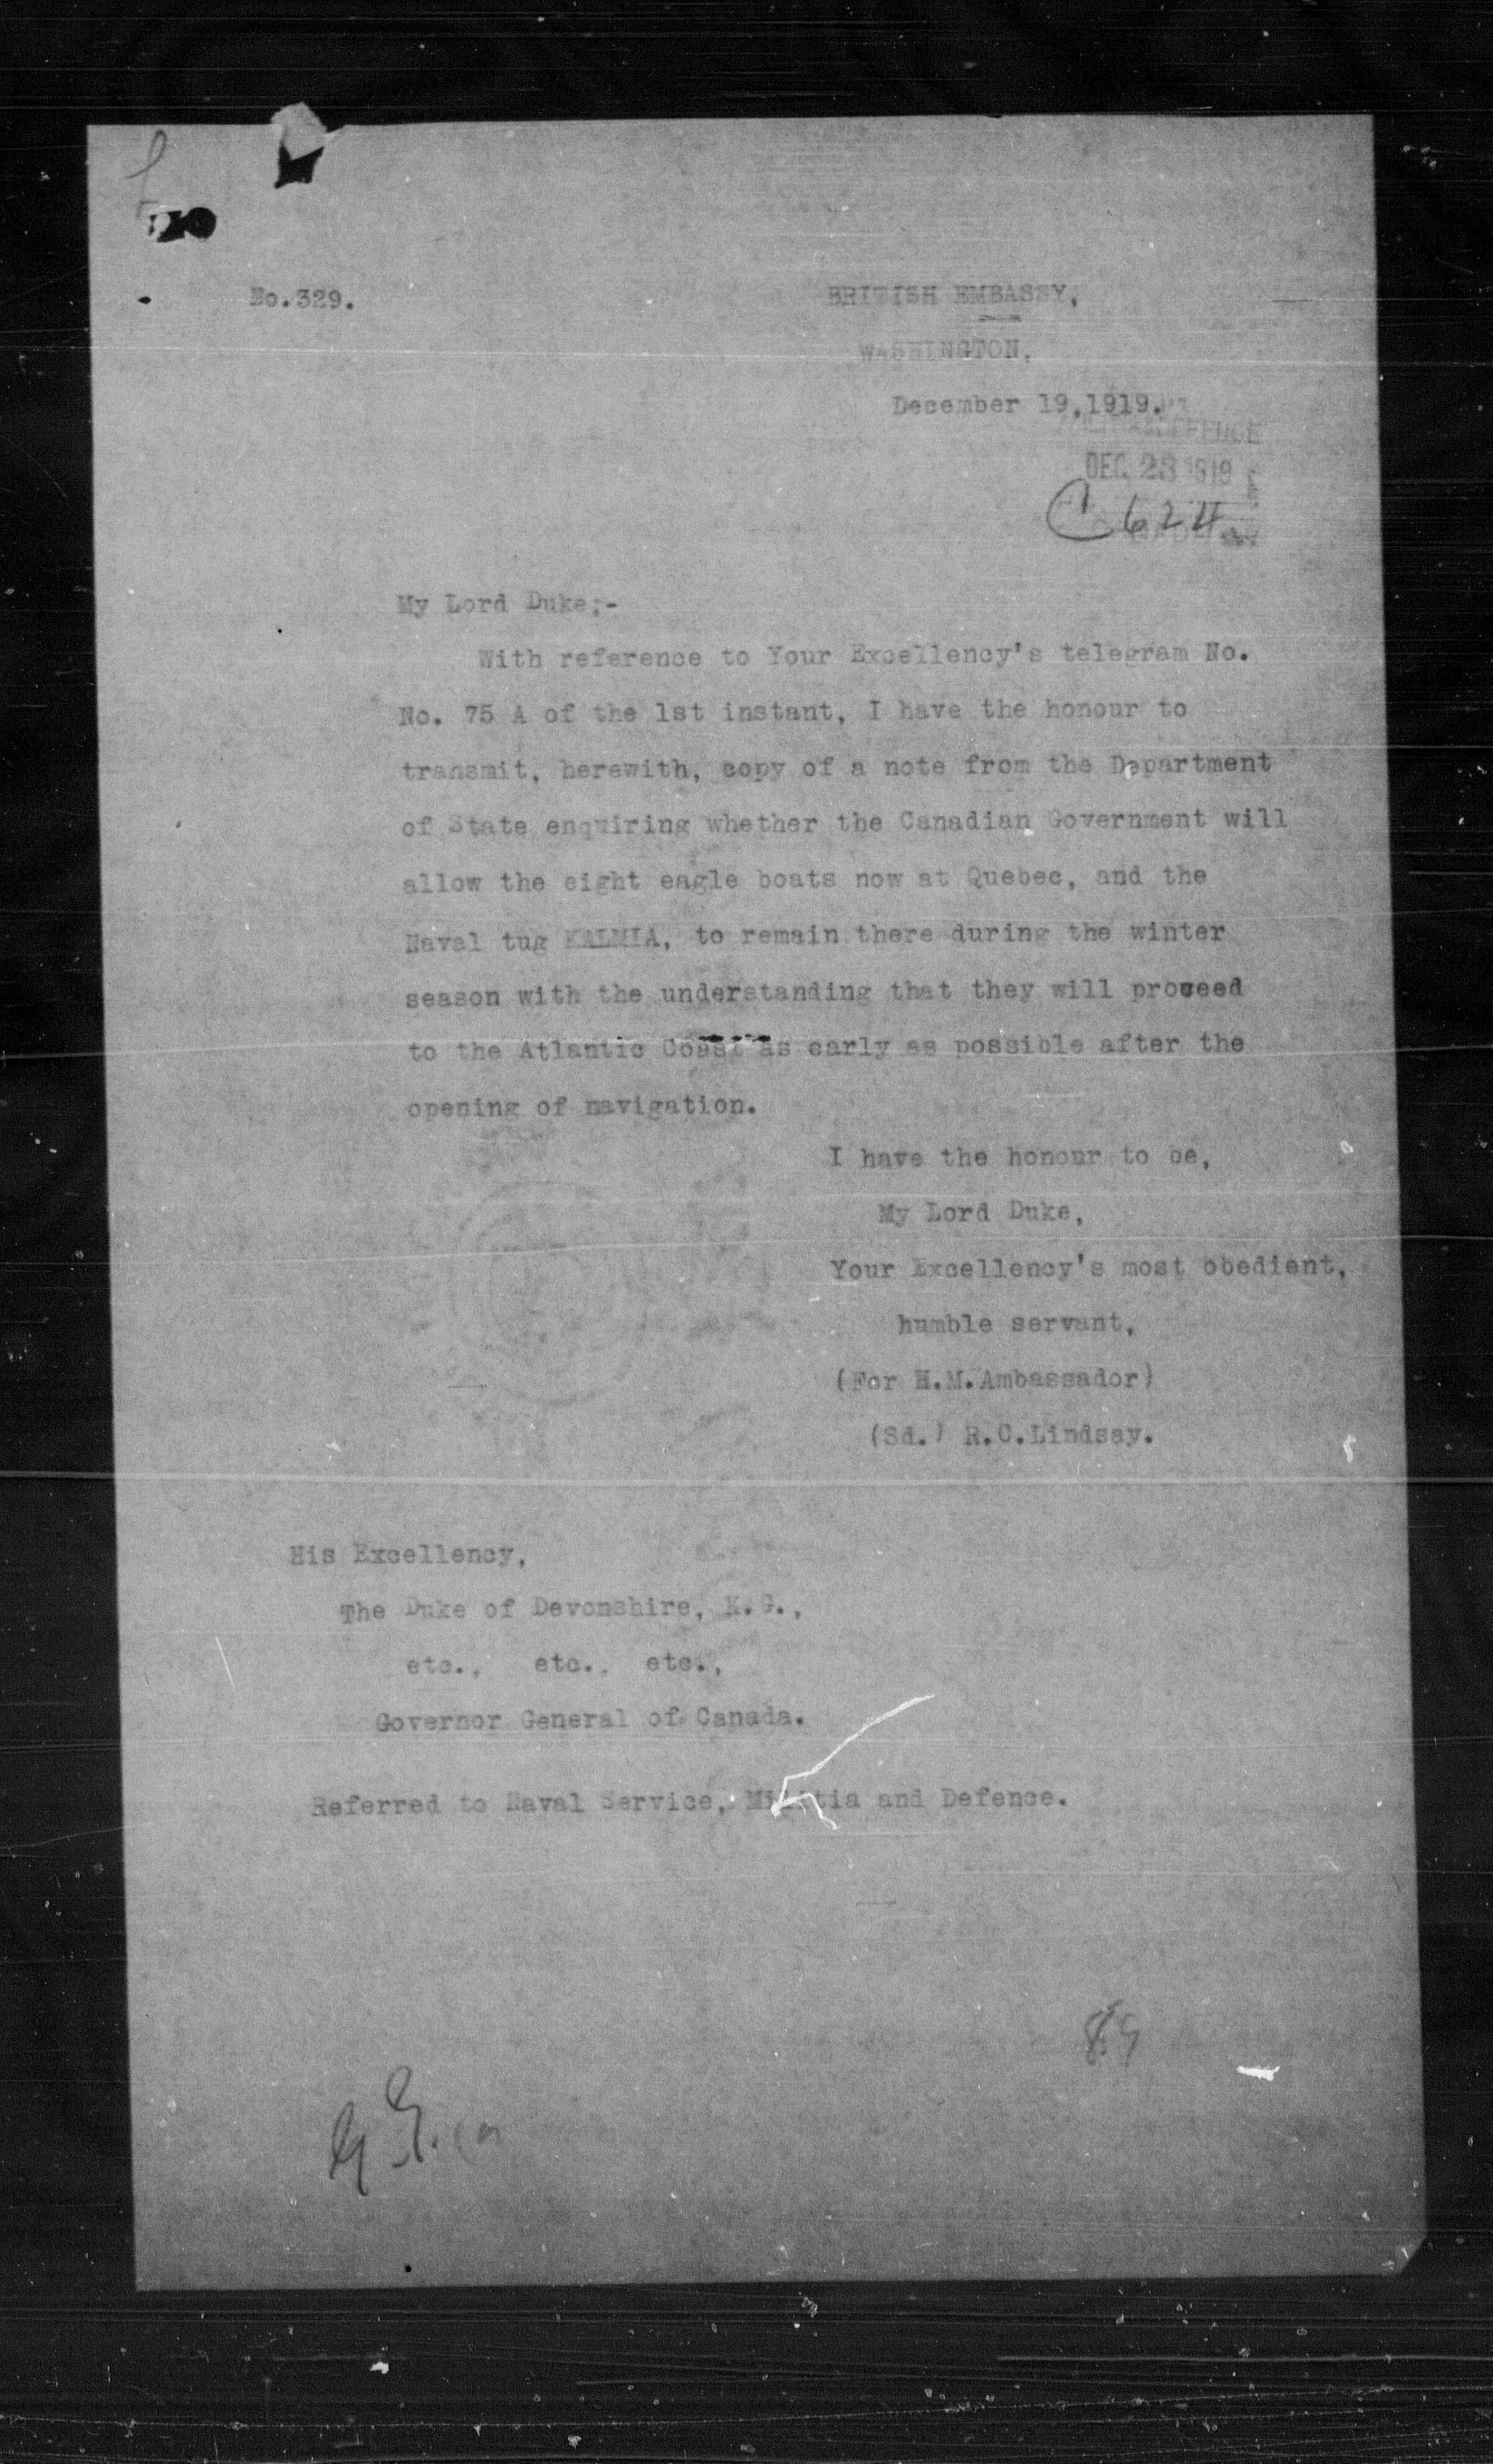 No.329.
BRITISH EMBASSY,
WASHINGTON.
December 19,1919.
DEFENCE
DEC 23 1919
C 624
My Lord Duke;-
With reference to Your Excellency's telegram No.
No. 75 A of the 1st instant, I have the honour to
transmit, herewith, copy of a note from the Department
of State enquiring whether the Canadian Government will
allow the eight eagle boats now at Quebec, and the
Naval tug KALMIA, to remain there during the winter
season with the understanding that they will proceed
to the Atlantic Coast as early as possible after the
opening of navigation.
I have the honour to be,
My Lord Duke,
Your Excellency's most obedient,
humble servant,
(For H.M.Ambassador)
(Sd.) R.C.Lindsay.
His Excellency,
The Duke of Devonshire, K.G.,
etc., etc., etc.,
Governor General of Canada.
Referred to Naval Service, Militia and Defence.
89